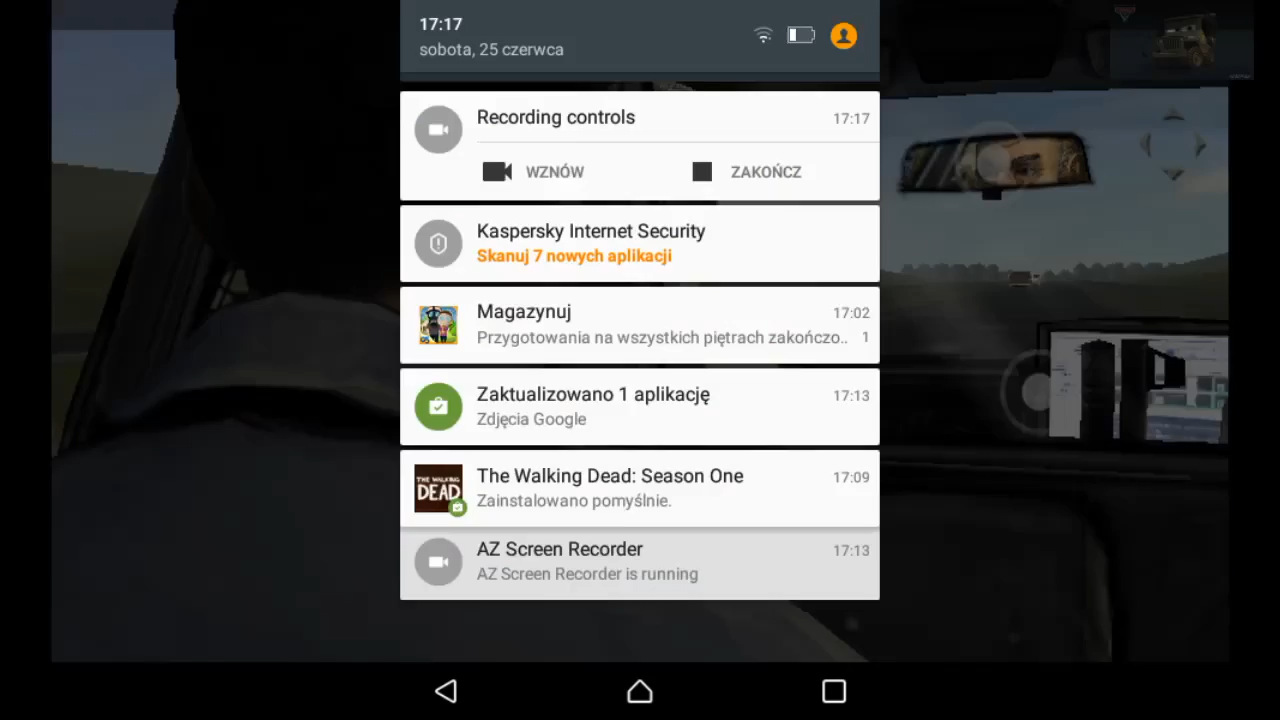 17:17
sobota, 25 czerwca
Recording controls 17:17
WZNÓW ZAKOŃCZ
Kaspersky Internet Security
Skanuj 7 nowych aplikacji
Magazynuj 17:02
Przygotowania na wszystkich piętrach zakończo.. 1
Zaktualizowano 1 aplikację 17:13
Zdjęcia Google
THE WALKING
DEAD
The Walking Dead: Season One 17:09
Zainstalowano pomyślnie.
AZ Screen Recorder 17:13
AZ Screen Recorder is running